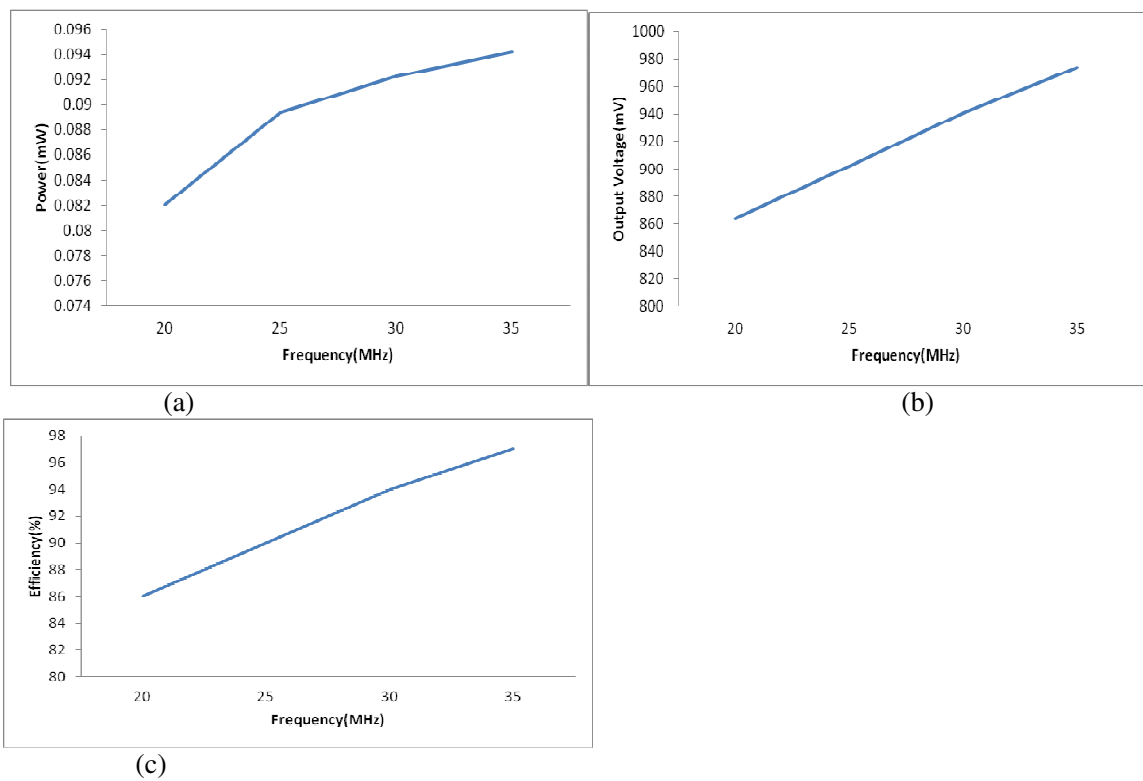 0.096
0.094
0.092
0.09
0.088
0.086
0.084
0.082
0.08
0.078
0.076
0.074
Power(mW)
20 25 30 35
Frequency(MHz)
(a)
1000
980
960
940
920
900
880
860
840
820
800
Output Voltage(mV)
20 25 30 35
Frequency(MHz)
(b)
98
96
94
92
90
88
86
84
82
80
Efficiency(%)
20 25 30 35
Frequency(MHz)
(c)